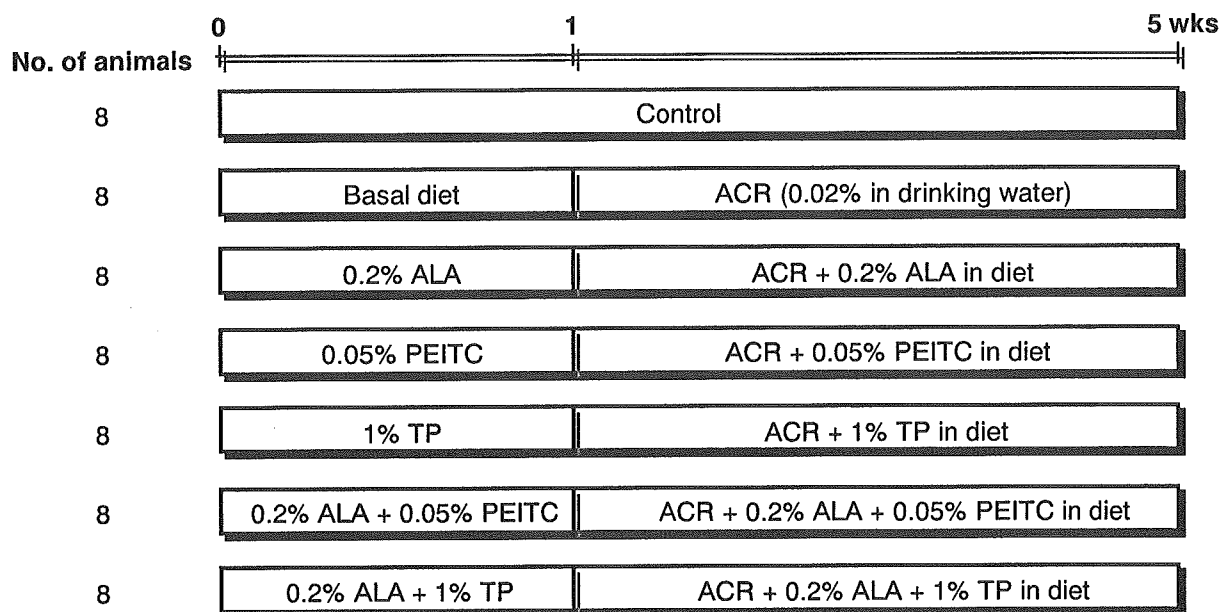 0 1 5 wks
No. of animals
8 Control
8 Basal diet ACR (0.02% in drinking water)
8 0.2% ALA ACR + 0.2% ALA in diet
8 0.05% PEITC ACR + 0.05% PEITC in diet
8 1% TP ACR + 1% TP in diet
8 0.2% ALA + 0.05% PEITC ACR + 0.2% ALA + 0.05% PEITC in diet
8 0.2% ALA + 1% TP ACR + 0.2% ALA + 1% TP in diet